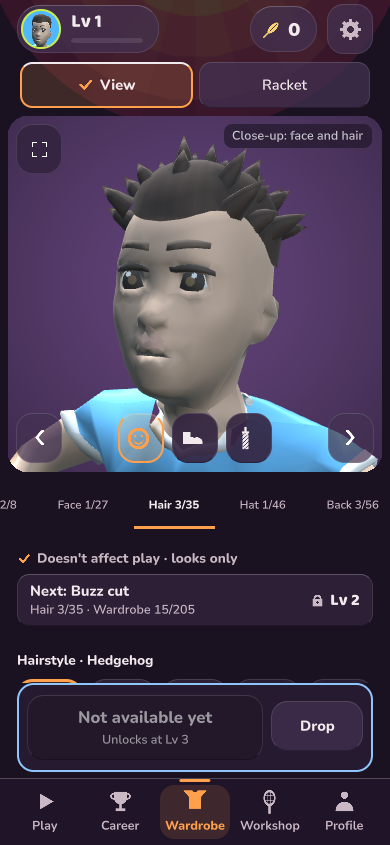 Lv 1
0
View
Racket
Close-up: face and hair
2/8
Face 1/27
Hair 3/35
Hat 1/46
Back 3/56
Doesn't affect play · looks only
Next: Buzz cut
Hair 3/35 · Wardrobe 15/205
Lv 2
Hairstyle · Hedgehog
Not available yet
Unlocks at Lv 3
Drop
Play
Career
Wardrobe
Workshop
Profile